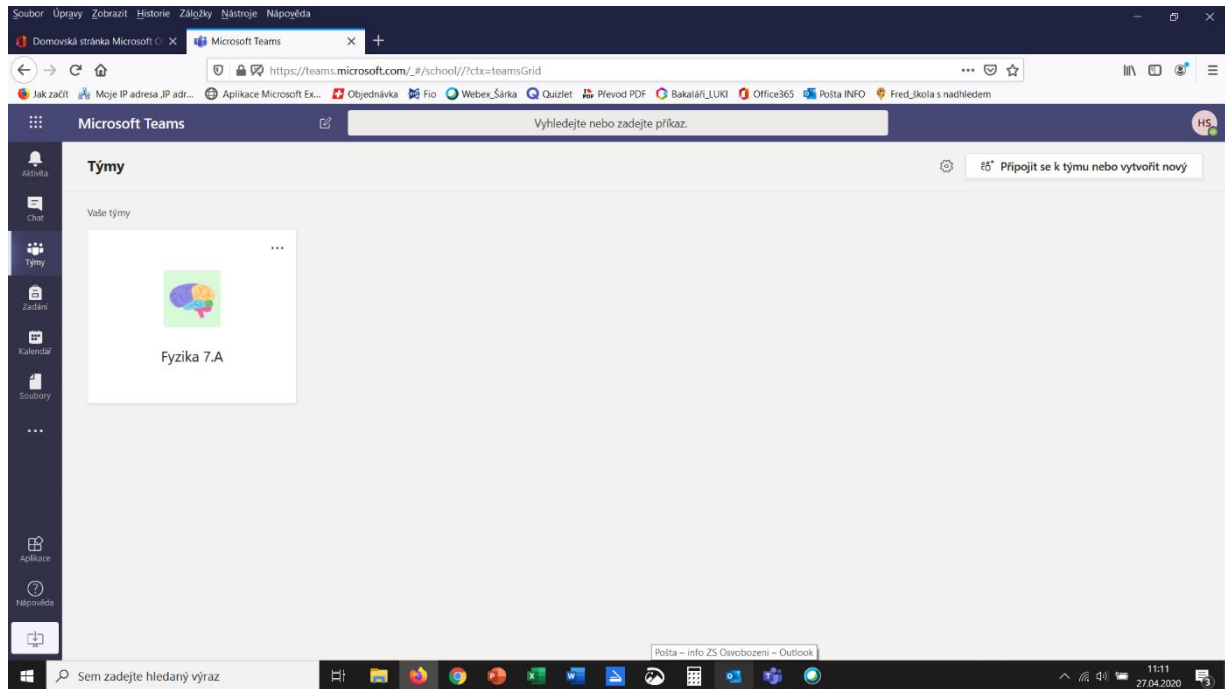 Soubor Úpravy Zobrazit Historie Záložky Nástroje Nápověda
Domovská stránka Microsoft O
Microsoft Teams
https://teams.microsoft.com/_#/school//?ctx=teamsGrid
Jak začít Moje IP adresa ,IP adr... Aplikace Microsoft Ex... Objednávka Fio Webex_Šárka Quizlet Převod PDF Bakaláři_LUKI Office365 Pošta INFO Fred_škola s nadhledem
Microsoft Teams
Vyhledejte nebo zadejte příkaz.
HS
Aktivita
Chat
Týmy
Zadání
Kalendář
Soubory
Aplikace
Nápověda
Týmy
Připojit se k týmu nebo vytvořit nový
Vaše týmy
Fyzika 7.A
Pošta – info ZS Osvobozeni – Outlook
Sem zadejte hledaný výraz
11:11
27.04.2020
3